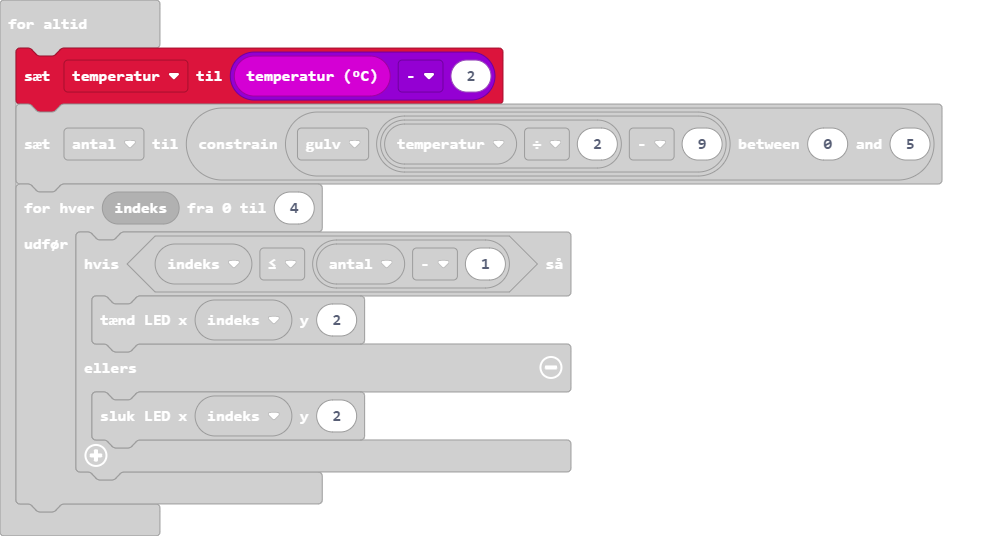 for altid
sæt temperatur til temperatur (ºC) - 2
sæt antal til constrain gulv temperatur ÷ 2 - 9 between 0 and 5
for hver indeks fra 0 til 4
udfør
hvis indeks ≤ antal - 1 så
tænd LED x indeks y 2
ellers
sluk LED x indeks y 2